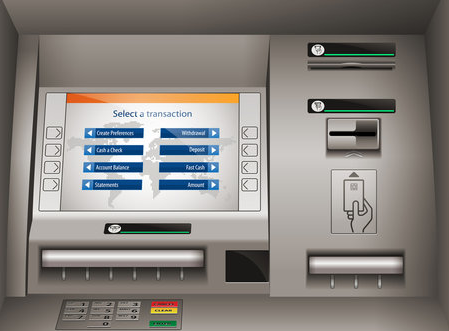 Select a transaction
Create Preferences
Withdrawal
Cash a Check
Deposit
Account Balance
Fast Cash
Statements
Amount
CLEAR